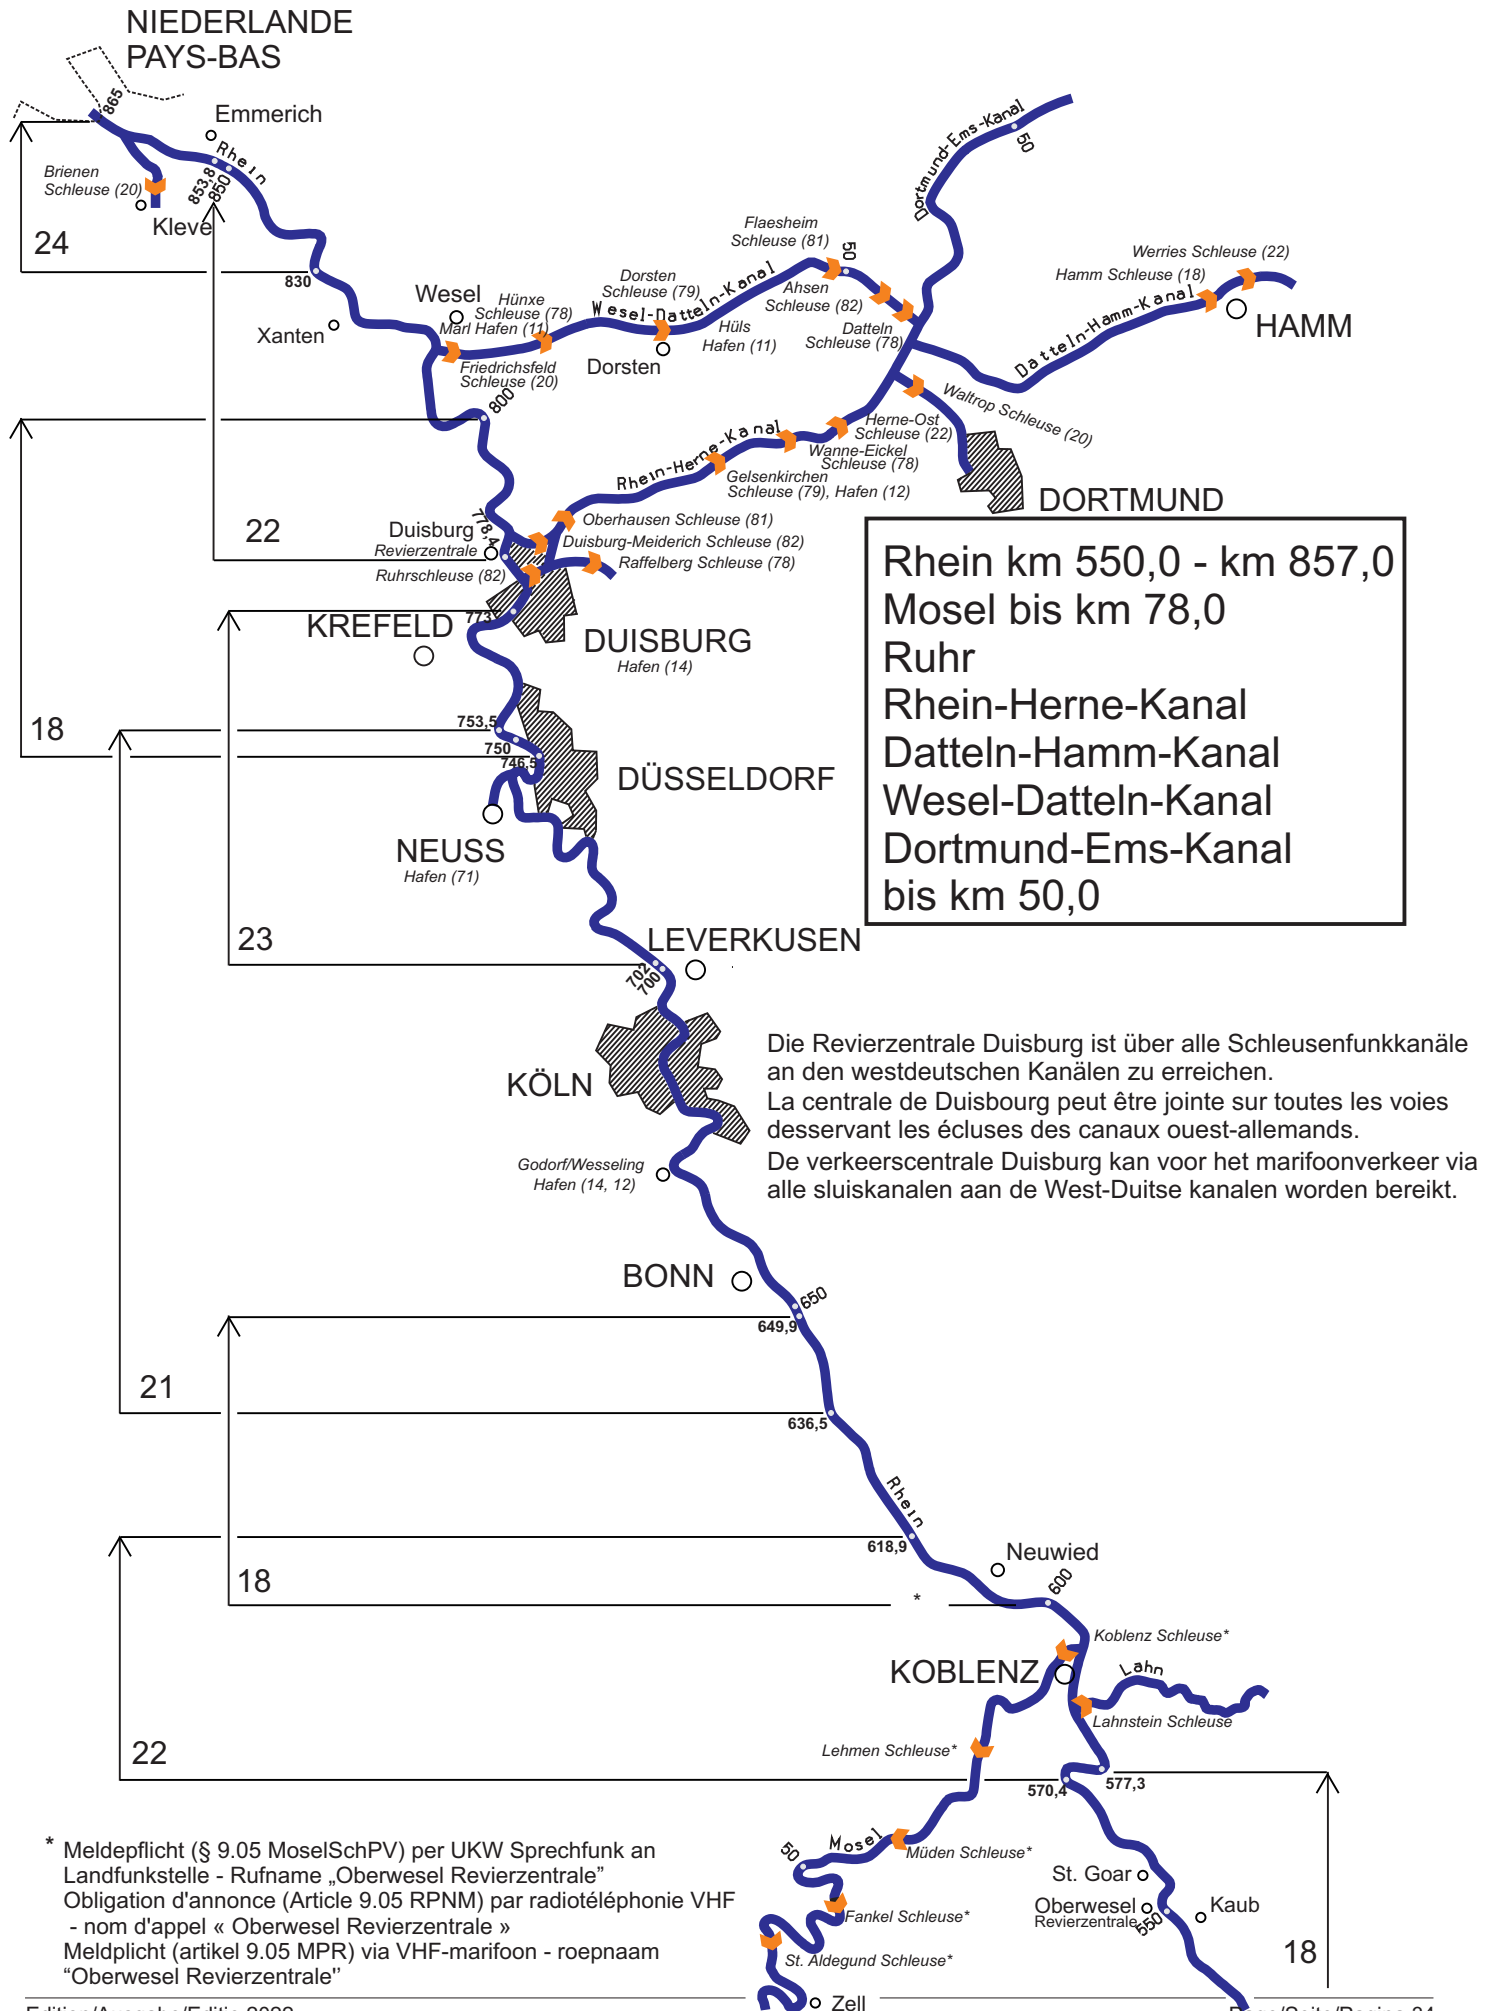 NIEDERLANDE
PAYS-BAS
865
Emmerich
Rhein
853,8
850
Brienen
Schleuse (20)
Kleve
24
830
Xanten
Wesel
Hünxe
Schleuse (78)
Marl Hafen (11)
Friedrichsfeld
Schleuse (20)
Dorsten
Schleuse (79)
Wesel-Datteln-Kanal
Hüls
Hafen (11)
Dorsten
Flaesheim
Schleuse (81)
50
Ahsen
Schleuse (82)
Datteln
Schleuse (78)
Dortmund-Ems-Kanal
50
Werries Schleuse (22)
Hamm Schleuse (18)
Datteln-Hamm-Kanal
HAMM
Waltrop Schleuse (20)
DORTMUND
800
Rhein-Herne-Kanal
Herne-Ost
Schleuse (22)
Wanne-Eickel
Schleuse (78)
Gelsenkirchen
Schleuse (79), Hafen (12)
Oberhausen Schleuse (81)
Duisburg-Meiderich Schleuse (82)
Raffelberg Schleuse (78)
22
778,4
Duisburg
Revierzentrale
Ruhrschleuse (82)
773
KREFELD
DUISBURG
Hafen (14)
Rhein km 550,0 - km 857,0
Mosel bis km 78,0
Ruhr
Rhein-Herne-Kanal
Datteln-Hamm-Kanal
Wesel-Datteln-Kanal
Dortmund-Ems-Kanal
bis km 50,0
18
753,5
750
746,5
DÜSSELDORF
NEUSS
Hafen (71)
23
LEVERKUSEN
702
700
KÖLN
Die Revierzentrale Duisburg ist über alle Schleusenfunkkanäle
an den westdeutschen Kanälen zu erreichen.
La centrale de Duisbourg peut être jointe sur toutes les voies
desservant les écluses des canaux ouest-allemands.
De verkeerscentrale Duisburg kan voor het marifoonverkeer via
alle sluiskanalen aan de West-Duitse kanalen worden bereikt.
Godorf/Wesseling
Hafen (14, 12)
BONN
650
649,9
21
636,5
Rhein
618,9
Neuwied
600
18
*
Koblenz Schleuse*
KOBLENZ
Lahn
Lahnstein Schleuse
Lehmen Schleuse*
22
570,4
577,3
* Meldepflicht (§ 9.05 MoselSchPV) per UKW Sprechfunk an
Landfunkstelle - Rufname „Oberwesel Revierzentrale”
Obligation d'annonce (Article 9.05 RPNM) par radiotéléphonie VHF
- nom d'appel « Oberwesel Revierzentrale »
Meldplicht (artikel 9.05 MPR) via VHF-marifoon - roepnaam
“Oberwesel Revierzentrale"
50
Mosel
Müden Schleuse*
Fankel Schleuse*
St. Aldegund Schleuse*
Zell
St. Goar
Oberwesel
Revierzentrale
550
Kaub
18
Edition/Ausgabe/Editie 2022
Page/Seite/Pagina 24